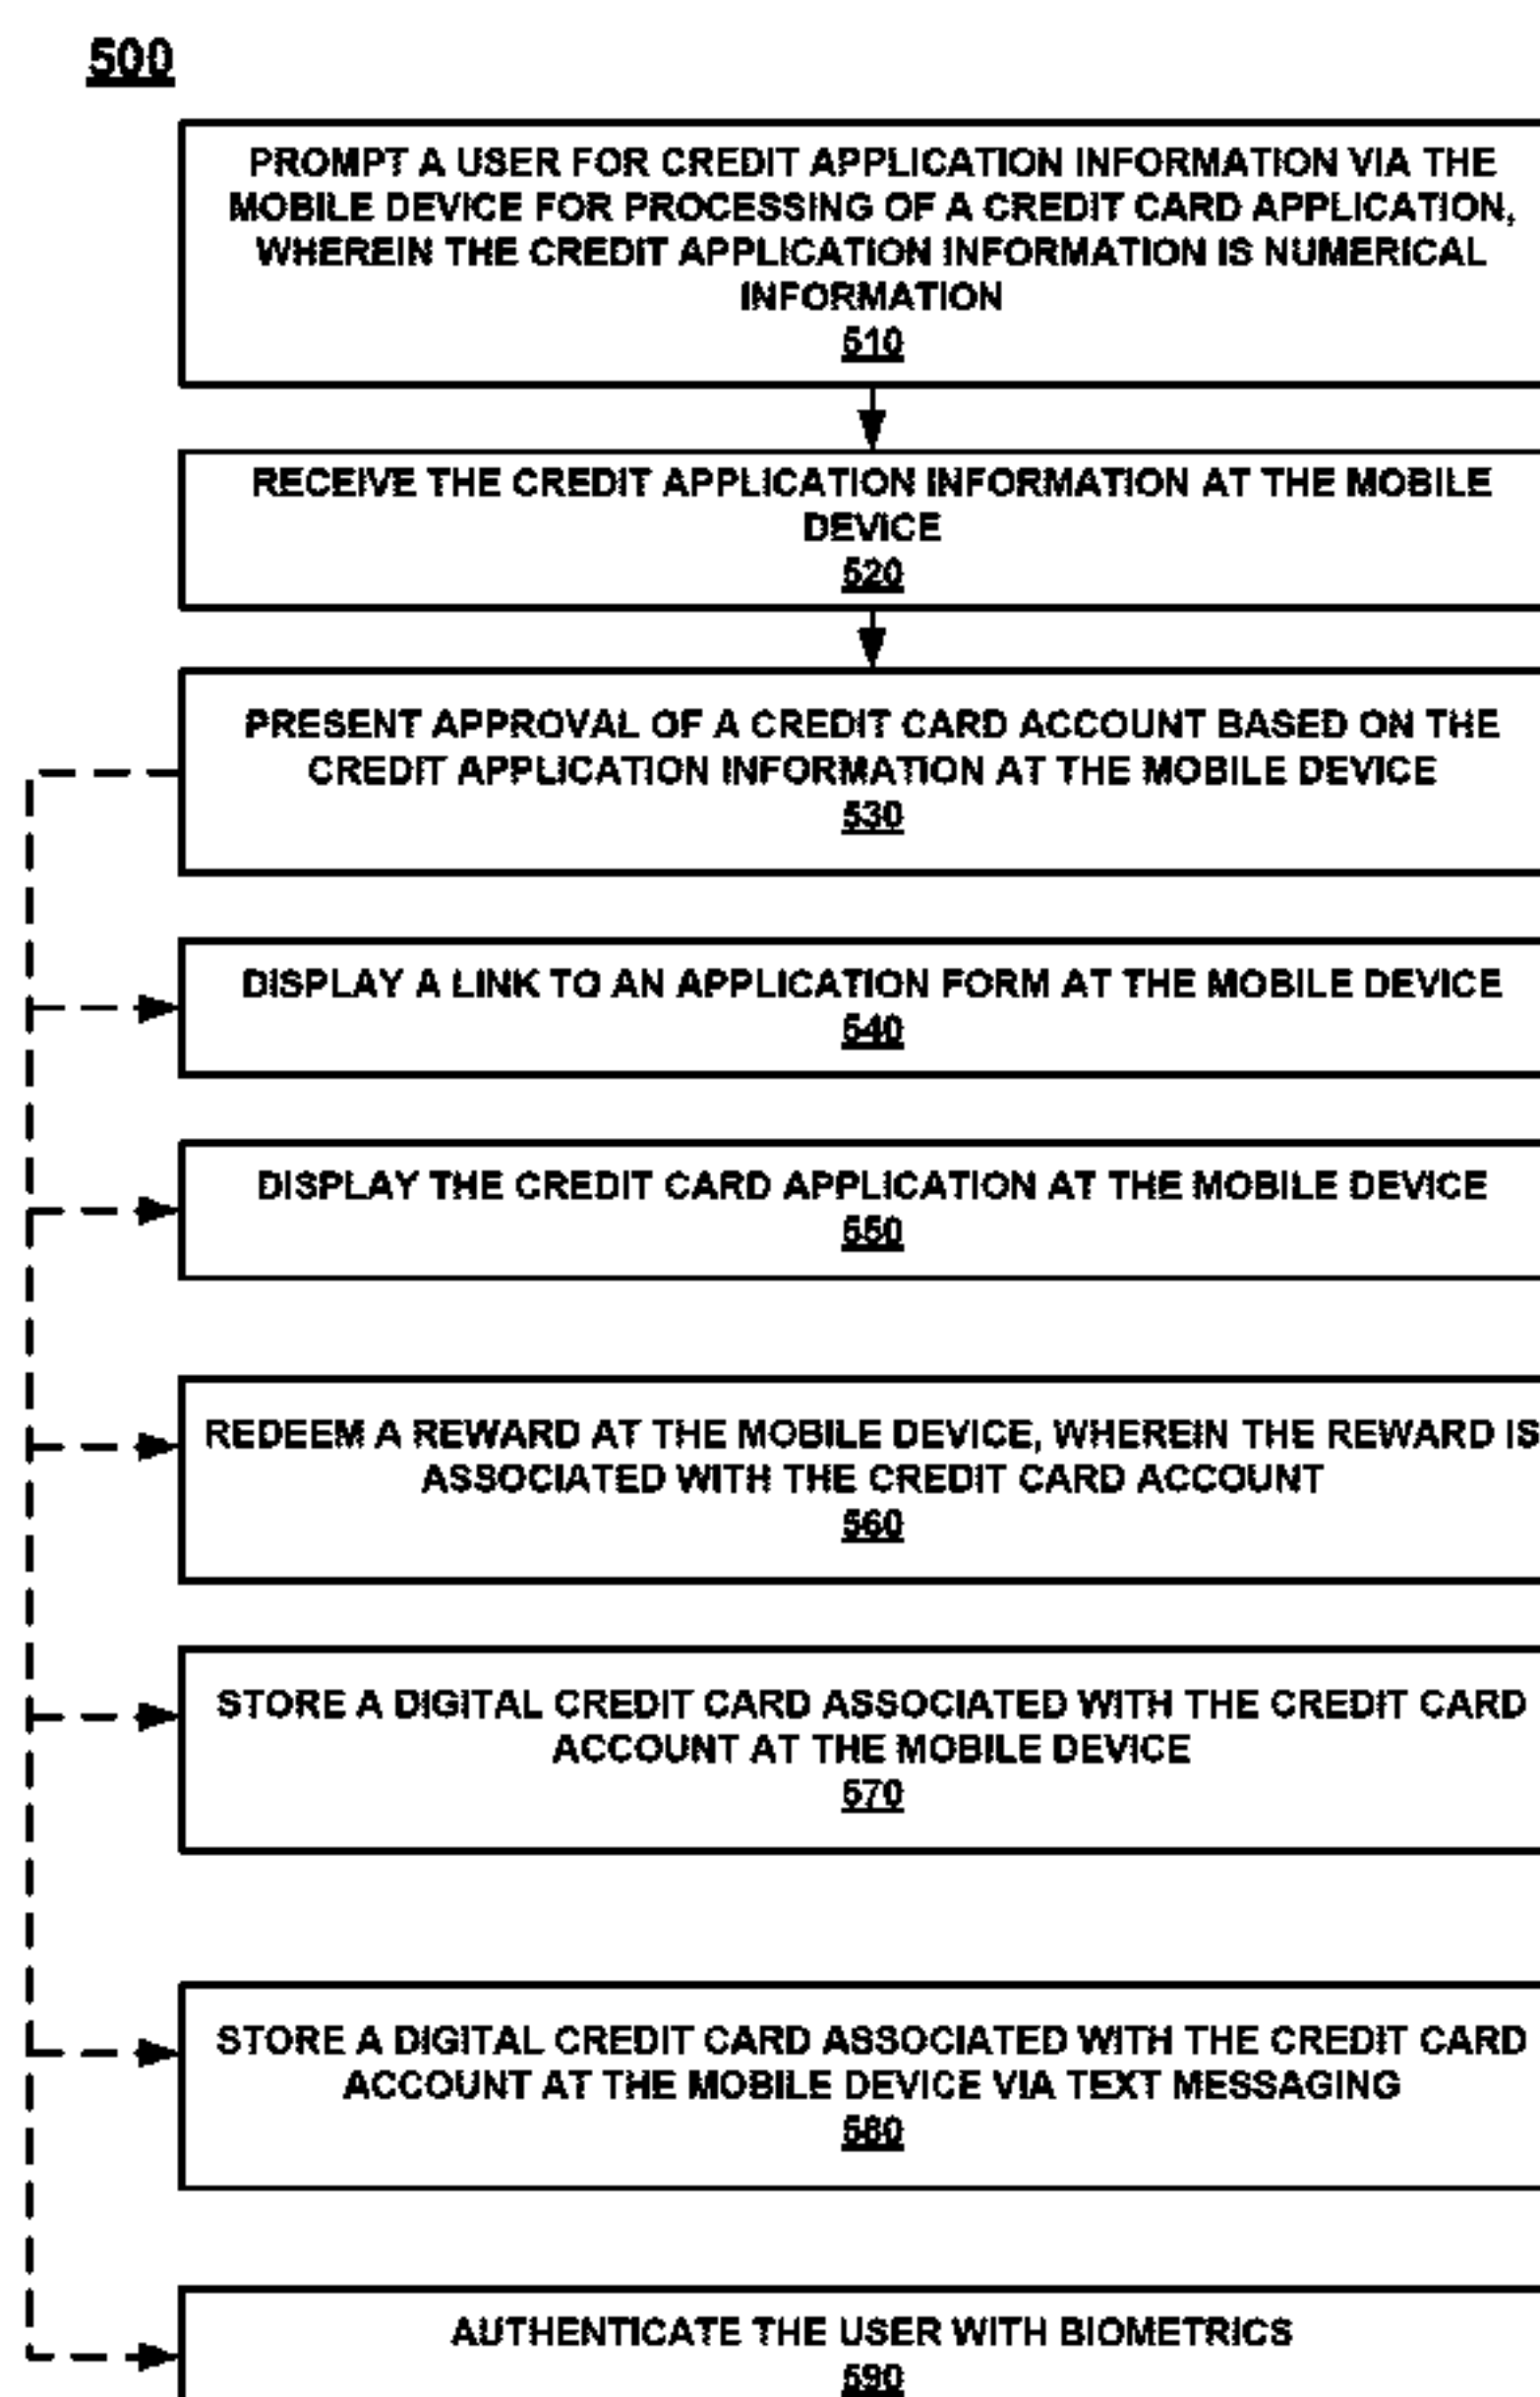 500
PROMPT A USER FOR CREDIT APPLICATION INFORMATION VIA THE
MOBILE DEVICE FOR PROCESSING OF A CREDIT CARD APPLICATION,
WHEREIN THE CREDIT APPLICATION INFORMATION IS NUMERICAL
INFORMATION
510
RECEIVE THE CREDIT APPLICATION INFORMATION AT THE MOBILE
DEVICE
520
PRESENT APPROVAL OF A CREDIT CARD ACCOUNT BASED ON THE
CREDIT APPLICATION INFORMATION AT THE MOBILE DEVICE
530
DISPLAY A LINK TO AN APPLICATION FORM AT THE MOBILE DEVICE
540
DISPLAY THE CREDIT CARD APPLICATION AT THE MOBILE DEVICE
550
REDEEM A REWARD AT THE MOBILE DEVICE, WHEREIN THE REWARD IS
ASSOCIATED WITH THE CREDIT CARD ACCOUNT
560
STORE A DIGITAL CREDIT CARD ASSOCIATED WITH THE CREDIT CARD
ACCOUNT AT THE MOBILE DEVICE
570
STORE A DIGITAL CREDIT CARD ASSOCIATED WITH THE CREDIT CARD
ACCOUNT AT THE MOBILE DEVICE VIA TEXT MESSAGING
580
AUTHENTICATE THE USER WITH BIOMETRICS
590